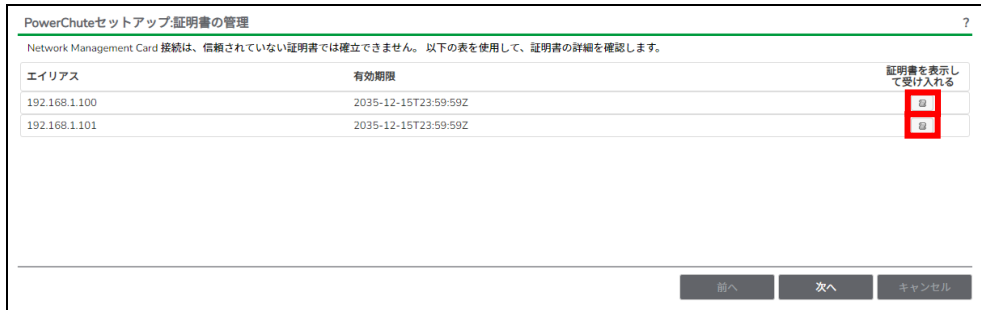 PowerChuteセットアップ:証明書の管理 ?
Network Management Card 接続は、信頼されていない証明書では確立できません。 以下の表を使用して、証明書の詳細を確認します。
エイリアス 有効期限 証明書を表示し
て受け入れる
192.168.1.100 2035-12-15T23:59:59Z
192.168.1.101 2035-12-15T23:59:59Z
前へ 次へ キャンセル